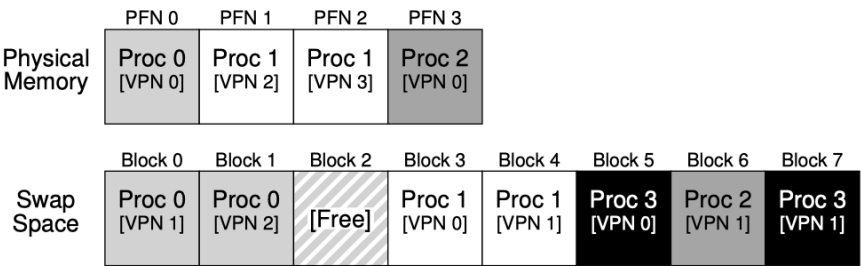 PFN 0 PFN 1 PFN 2 PFN 3
Physical Memory
Proc 0 [VPN 0]
Proc 1 [VPN 2]
Proc 1 [VPN 3]
Proc 2 [VPN 0]
Block 0 Block 1 Block 2 Block 3 Block 4 Block 5 Block 6 Block 7
Swap Space
Proc 0 [VPN 1]
Proc 0 [VPN 2]
[Free]
Proc 1 [VPN 0]
Proc 1 [VPN 1]
Proc 3 [VPN 0]
Proc 2 [VPN 1]
Proc 3 [VPN 1]